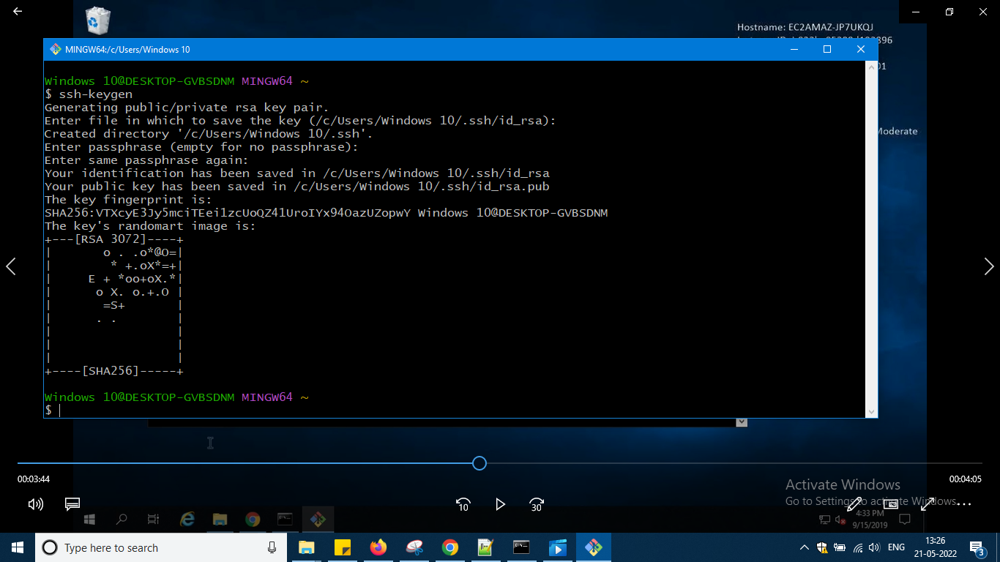 Hostname: EC2AMAZ-JP7UKQJ
MINGW64:/c/Users/Windows 10
Windows 10@DESKTOP-GVBSDNM MINGW64 ~
$ ssh-keygen
Generating public/private rsa key pair.
Enter file in which to save the key (/c/Users/Windows 10/.ssh/id_rsa):
Created directory '/c/Users/Windows 10/.ssh'.
Enter passphrase (empty for no passphrase):
Enter same passphrase again:
Your identification has been saved in /c/Users/Windows 10/.ssh/id_rsa
Your public key has been saved in /c/Users/Windows 10/.ssh/id_rsa.pub
The key fingerprint is:
SHA256:VTXcyE3Jy5mciTEei1zcUoQZ41UroIYx94OazUZopwY Windows 10@DESKTOP-GVBSDNM
The key's randomart image is:
+---[RSA 3072]----+
|       o . .o*@O=|
|        * +.oX*=+|
|     E + *oo+oX.*|
|      o X. o.+.O |
|       =S+       |
|      . .        |
|                 |
|                 |
|                 |
+----[SHA256]-----+
Windows 10@DESKTOP-GVBSDNM MINGW64 ~
$
Moderate
00:03:44
00:04:05
10
30
Activate Windows
Go to Settings to activate Windows.
4:33 PM
9/15/2019
Type here to search
ENG
13:26
21-05-2022
3